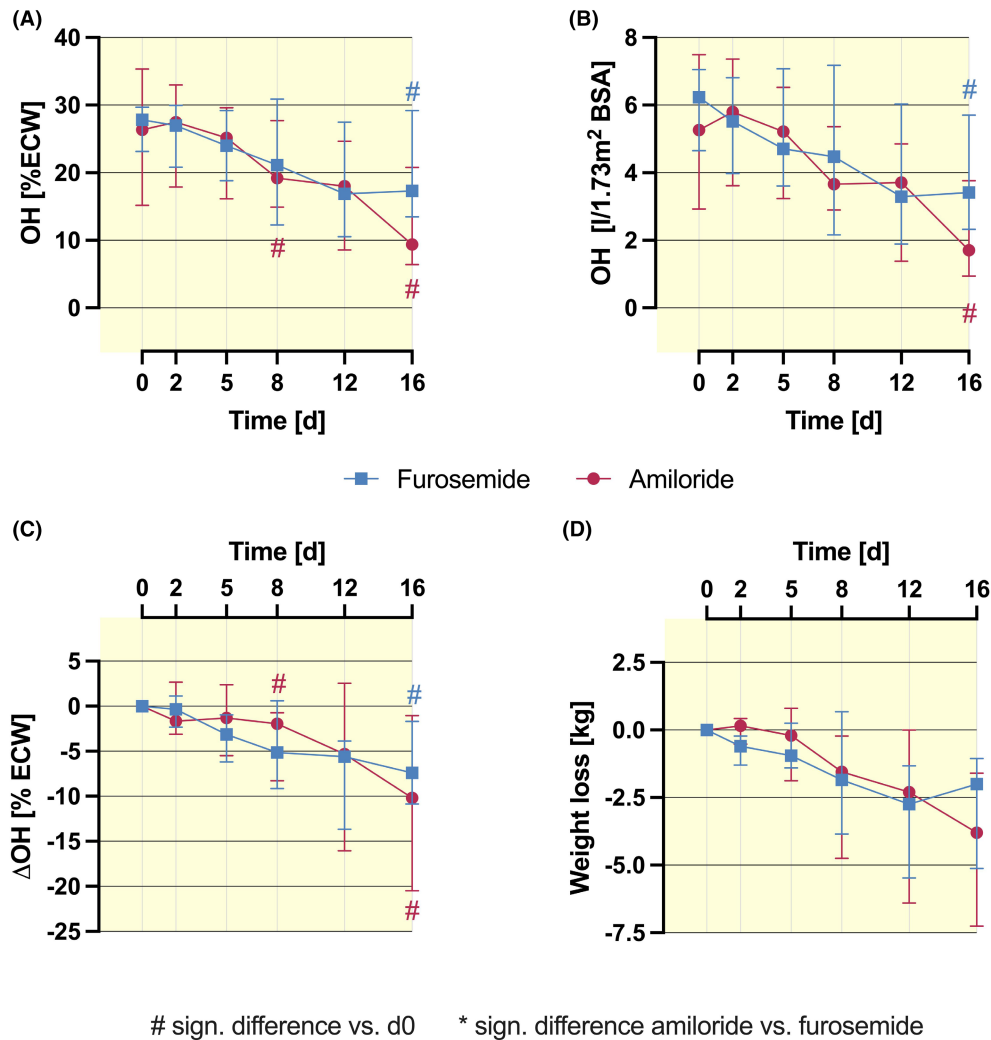 (A)
OH [%ECW]
40
30
20
10
0
#
#
#
0 2 5 8 12 16
Time [d]
(B)
OH [l/1.73m² BSA]
8
6
4
2
0
#
#
0 2 5 8 12 16
Time [d]
Furosemide Amiloride
(C)
Time [d]
0 2 5 8 12 16
ΔOH [% ECW]
5
0
-5
-10
-15
-20
-25
#
#
#
(D)
Time [d]
0 2 5 8 12 16
Weight loss [kg]
2.5
0.0
-2.5
-5.0
-7.5
# sign. difference vs. d0 * sign. difference amiloride vs. furosemide